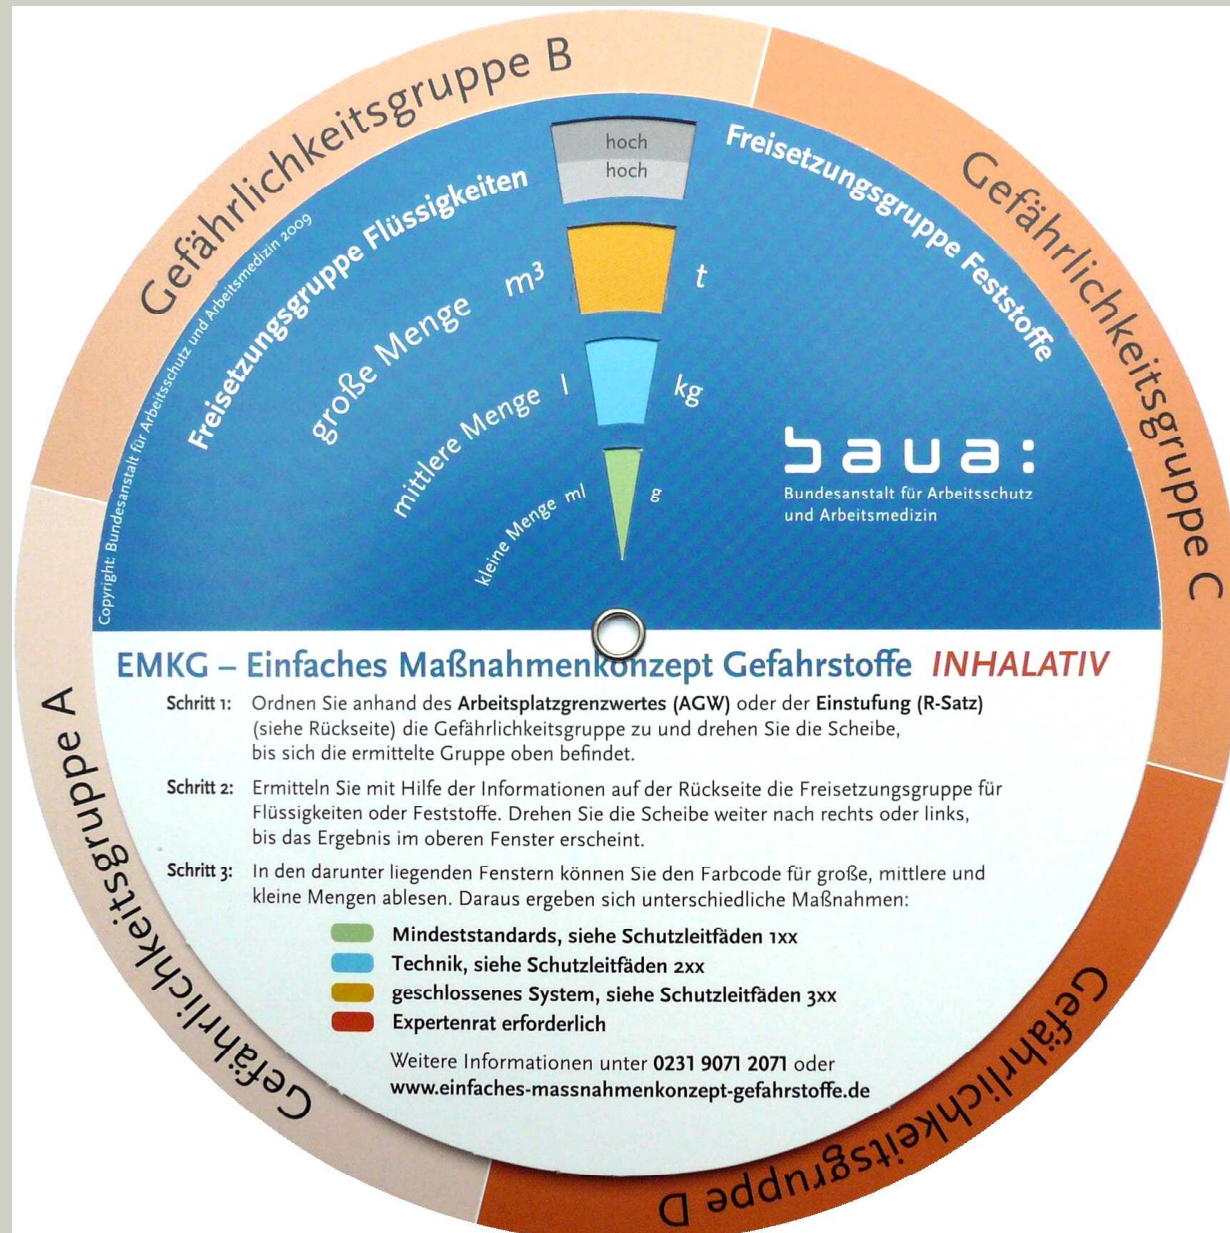 Gefährlichkeitsgruppe B
Gefährlichkeitsgruppe C
Gefährlichkeitsgruppe D
Gefährlichkeitsgruppe A
Copyright: Bundesanstalt für Arbeitsschutz und Arbeitsmedizin 2009
Freisetzungsgruppe Flüssigkeiten
hoch
hoch
Freisetzungsgruppe Feststoffe
große Menge m³
t
mittlere Menge l
kg
kleine Menge ml
g
baua:
Bundesanstalt für Arbeitsschutz
und Arbeitsmedizin
EMKG – Einfaches Maßnahmenkonzept Gefahrstoffe INHALATIV
Schritt 1: Ordnen Sie anhand des Arbeitsplatzgrenzwertes (AGW) oder der Einstufung (R-Satz)
(siehe Rückseite) die Gefährlichkeitsgruppe zu und drehen Sie die Scheibe,
bis sich die ermittelte Gruppe oben befindet.
Schritt 2: Ermitteln Sie mit Hilfe der Informationen auf der Rückseite die Freisetzungsgruppe für
Flüssigkeiten oder Feststoffe. Drehen Sie die Scheibe weiter nach rechts oder links,
bis das Ergebnis im oberen Fenster erscheint.
Schritt 3: In den darunter liegenden Fenstern können Sie den Farbcode für große, mittlere und
kleine Mengen ablesen. Daraus ergeben sich unterschiedliche Maßnahmen:
Mindeststandards, siehe Schutzleitfäden 1xx
Technik, siehe Schutzleitfäden 2xx
geschlossenes System, siehe Schutzleitfäden 3xx
Expertenrat erforderlich
Weitere Informationen unter 0231 9071 2071 oder
www.einfaches-massnahmenkonzept-gefahrstoffe.de